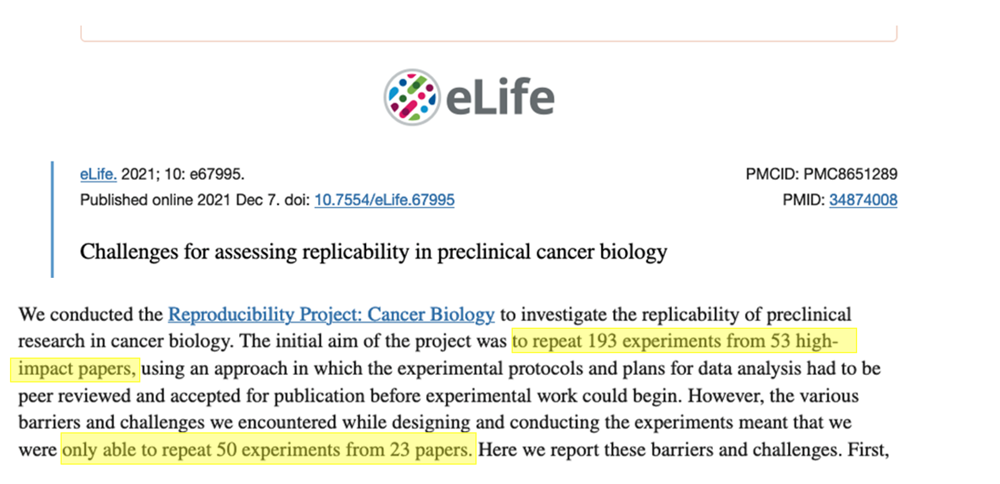 eLife
eLife. 2021; 10: e67995.
PMCID: PMC8651289
Published online 2021 Dec 7. doi: 10.7554/eLife.67995
PMID: 34874008
Challenges for assessing replicability in preclinical cancer biology
We conducted the Reproducibility Project: Cancer Biology to investigate the replicability of preclinical
research in cancer biology. The initial aim of the project was to repeat 193 experiments from 53 high-
impact papers, using an approach in which the experimental protocols and plans for data analysis had to be
peer reviewed and accepted for publication before experimental work could begin. However, the various
barriers and challenges we encountered while designing and conducting the experiments meant that we
were only able to repeat 50 experiments from 23 papers. Here we report these barriers and challenges. First,